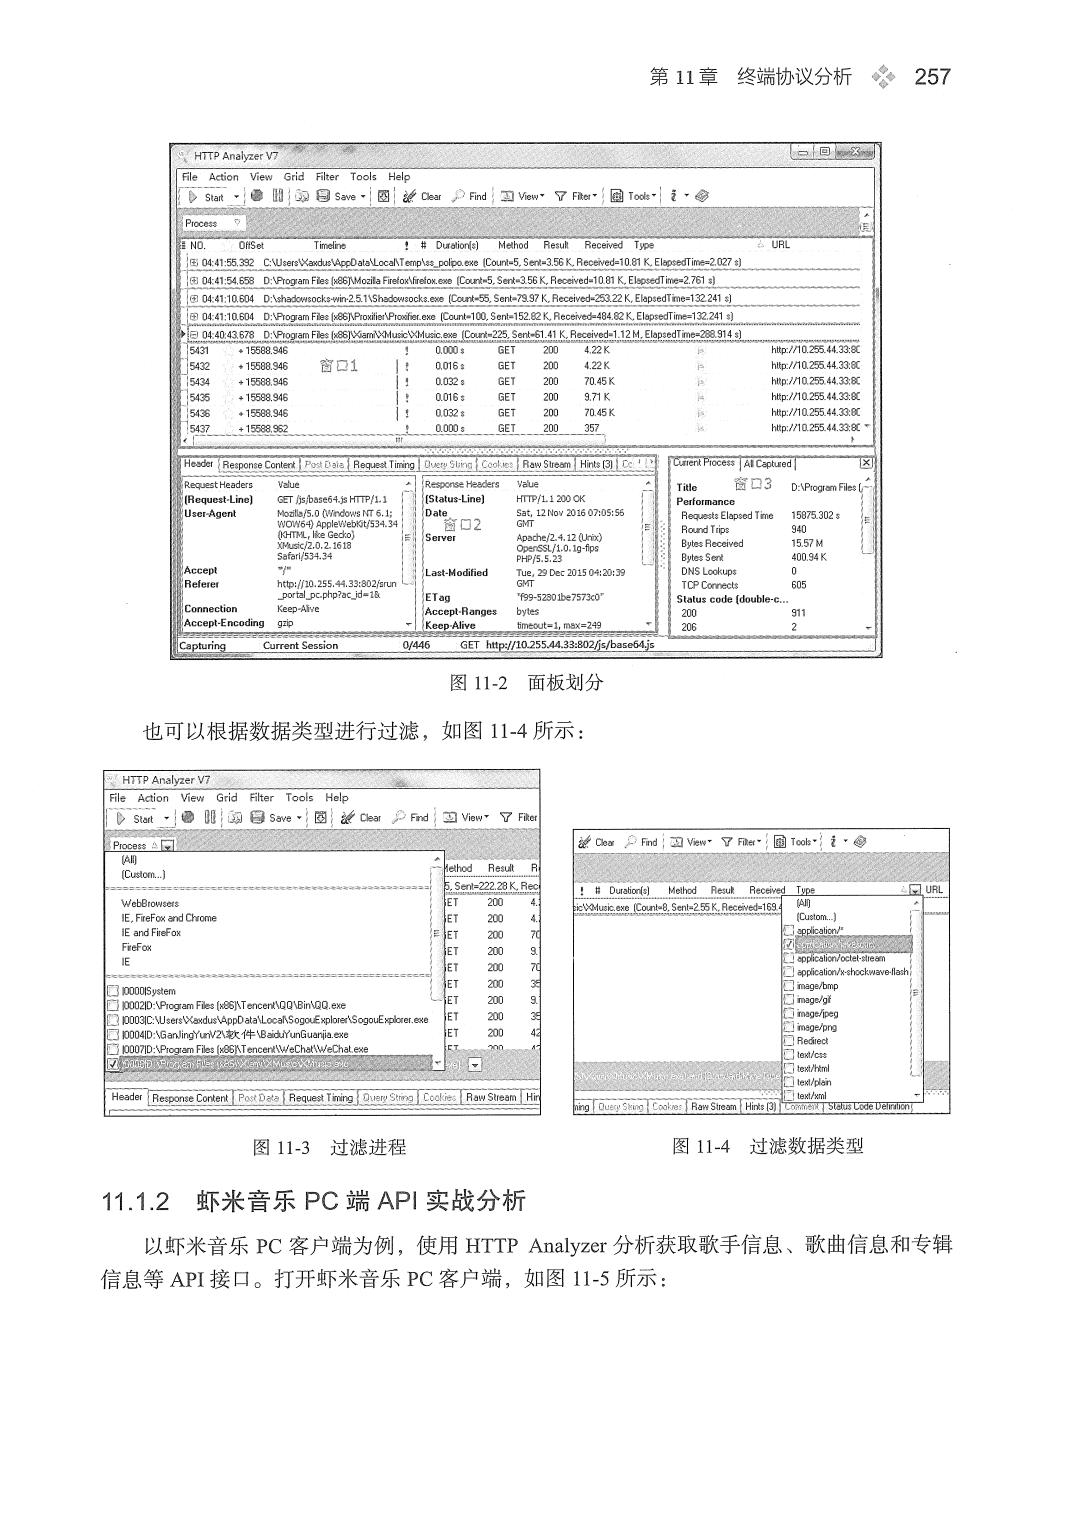 第 11 章 终端协议分析 257
HTTP Analyzer V7
File Action View Grid Filter Tools Help
Start Save Clear Find View Filter Tools
Process
NO. OffSet Timeline ! # Duration(s) Method Result Received Type URL
04:41:55.392 C:\Users\Xaxdus\AppData\Local\Temp\ss_polipo.exe (Count=5, Sent=3.56 K, Received=10.81 K, ElapsedTime=2.027 s)
04:41:54.658 D:\Program Files (x86)\Mozilla Firefox\firefox.exe (Count=5, Sent=3.56 K, Received=10.81 K, ElapsedTime=2.761 s)
04:41:10.604 D:\shadowsocks-win-2.5.1\Shadowsocks.exe (Count=55, Sent=79.97 K, Received=253.22 K, ElapsedTime=132.241 s)
04:41:10.604 D:\Program Files (x86)\Proxifier\Proxifier.exe (Count=100, Sent=152.82 K, Received=484.82 K, ElapsedTime=132.241 s)
04:40:43.678 D:\Program Files (x86)\Xiami\XMusic\XMusic.exe (Count=225, Sent=61.41 K, Received=1.12 M, ElapsedTime=288.914 s)
5431 + 15588.946 ! 0.000 s GET 200 4.22 K http://10.255.44.33:80
5432 + 15588.946 窗口1 ! 0.016 s GET 200 4.22 K http://10.255.44.33:80
5434 + 15588.946 ! 0.032 s GET 200 70.45 K http://10.255.44.33:80
5435 + 15588.946 ! 0.016 s GET 200 9.71 K http://10.255.44.33:80
5436 + 15588.946 ! 0.032 s GET 200 70.45 K http://10.255.44.33:80
5437 + 15588.962 ! 0.000 s GET 200 357 http://10.255.44.33:80
Header Response Content Post Data Request Timing Query String Cookies Raw Stream Hints (3)
Request Headers Value
(Request-Line) GET /js/base64.js HTTP/1.1
User-Agent Mozilla/5.0 (Windows NT 6.1;
WOW64) AppleWebKit/534.34
(KHTML, like Gecko)
XMusic/2.0.2.1618
Safari/534.34
Accept */*
Referer http://10.255.44.33:802/srun
_portal_pc.php?ac_id=1&
Connection Keep-Alive
Accept-Encoding gzip
Response Headers Value
(Status-Line) HTTP/1.1 200 OK
Date Sat, 12 Nov 2016 07:05:56
窗口2 GMT
Server Apache/2.4.12 (Unix)
OpenSSL/1.0.1g-fips
PHP/5.5.23
Last-Modified Tue, 29 Dec 2015 04:20:39
GMT
ETag "f99-52801be7573c0"
Accept-Ranges bytes
Keep-Alive timeout=1, max=249
Current Process All Captured
Title 窗口3 D:\Program Files (
Performance
Requests Elapsed Time 15875.302 s
Round Trips 940
Bytes Received 15.57 M
Bytes Sent 400.94 K
DNS Lookups 0
TCP Connects 605
Status code (double-c...
200 911
206 2
Capturing Current Session 0/446 GET http://10.255.44.33:802/js/base64.js
图 11-2 面板划分
也可以根据数据类型进行过滤，如图 11-4 所示：
HTTP Analyzer V7
File Action View Grid Filter Tools Help
Start Save Clear Find View Filter
Process
(All)
(Custom...)
WebBrowsers
IE, FireFox and Chrome
IE and FireFox
FireFox
IE
|0000|System
|0002|D:\Program Files (x86)\Tencent\QQ\Bin\QQ.exe
|0003|C:\Users\Xaxdus\AppData\Local\SogouExplorer\SogouExplorer.exe
|0004|D:\GanJingYunV2\软件\BaiduYunGuanjia.exe
|0007|D:\Program Files (x86)\Tencent\WeChat\WeChat.exe
ethod Result R
5, Sent=222.28 K, Rec
ET 200 4.
ET 200 4.
ET 200 70
ET 200 9.
ET 200 70
ET 200 35
ET 200 9.
ET 200 35
ET 200 42
Header Response Content Post Data Request Timing Query String Cookies Raw Stream Hin
图 11-3 过滤进程
Clear Find View Filter Tools
! # Duration(s) Method Result Received Type URL
ic\XMusic.exe (Count=8, Sent=2.55 K, Received=169.4
(All)
(Custom...)
application/*
application/octet-stream
application/x-shockwave-flash
image/bmp
image/gif
image/jpeg
image/png
Redirect
text/css
text/html
text/plain
text/xml
ing Query String Cookies Raw Stream Hints (3) Comment Status Code Definition
图 11-4 过滤数据类型
11.1.2 虾米音乐 PC 端 API 实战分析
以虾米音乐 PC 客户端为例，使用 HTTP Analyzer 分析获取歌手信息、歌曲信息和专辑
信息等 API 接口。打开虾米音乐 PC 客户端，如图 11-5 所示：